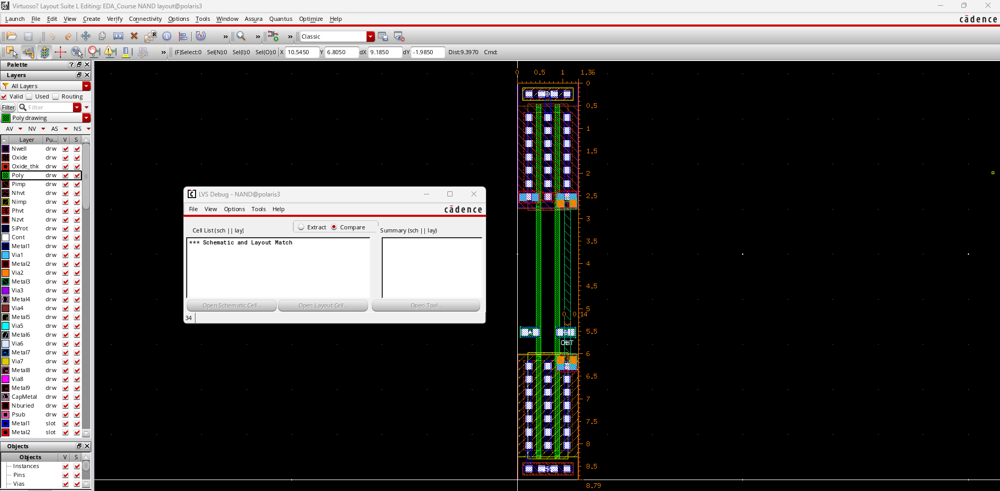 Virtuoso? Layout Suite L Editing: EDA_Course NAND layout@polaris3
Launch File Edit View Create Verify Connectivity Options Tools Window Assura Quantus Optimize Help
cādence
» » » Classic
» (F)Select:0 Sel(N):0 Sel(I):0 Sel(O):0 X 10.5450 Y 6.8050 dX 9.1850 dY -1.9850 Dist:9.3970 Cmd:
Palette
Layers
All Layers
Valid Used Routing
Filter Filter
Poly drawing
AV NV AS NS
Layer Pu... V S
Nwell drw
Oxide drw
Oxide_thk drw
Poly drw
Pimp drw
Nhvt drw
Nimp drw
Phvt drw
Nzvt drw
SiProt drw
Cont drw
Metal1 drw
Via1 drw
Metal2 drw
Via2 drw
Metal3 drw
Via3 drw
Metal4 drw
Via4 drw
Metal5 drw
Via5 drw
Metal6 drw
Via6 drw
Metal7 drw
Via7 drw
Metal8 drw
Via8 drw
Metal9 drw
CapMetal drw
Nburied drw
Psub drw
Metal1 slot
Metal2 slot
Objects
Objects V S
Instances
Pins
Vias
LVS Debug - NAND@polaris3
File View Options Tools Help
cādence
Extract Compare
Cell List (sch || lay)
Summary (sch || lay)
*** Schematic and Layout Match
Open Schematic Cell... Open Layout Cell... Open Tool...
34
0 0.5 1 1.36
0
0.5
1
1.5
2
2.5
3
3.5
4
4.5
5
0 0.14
5.5
OUT
6
6.5
7
7.5
8
8.5
8.79